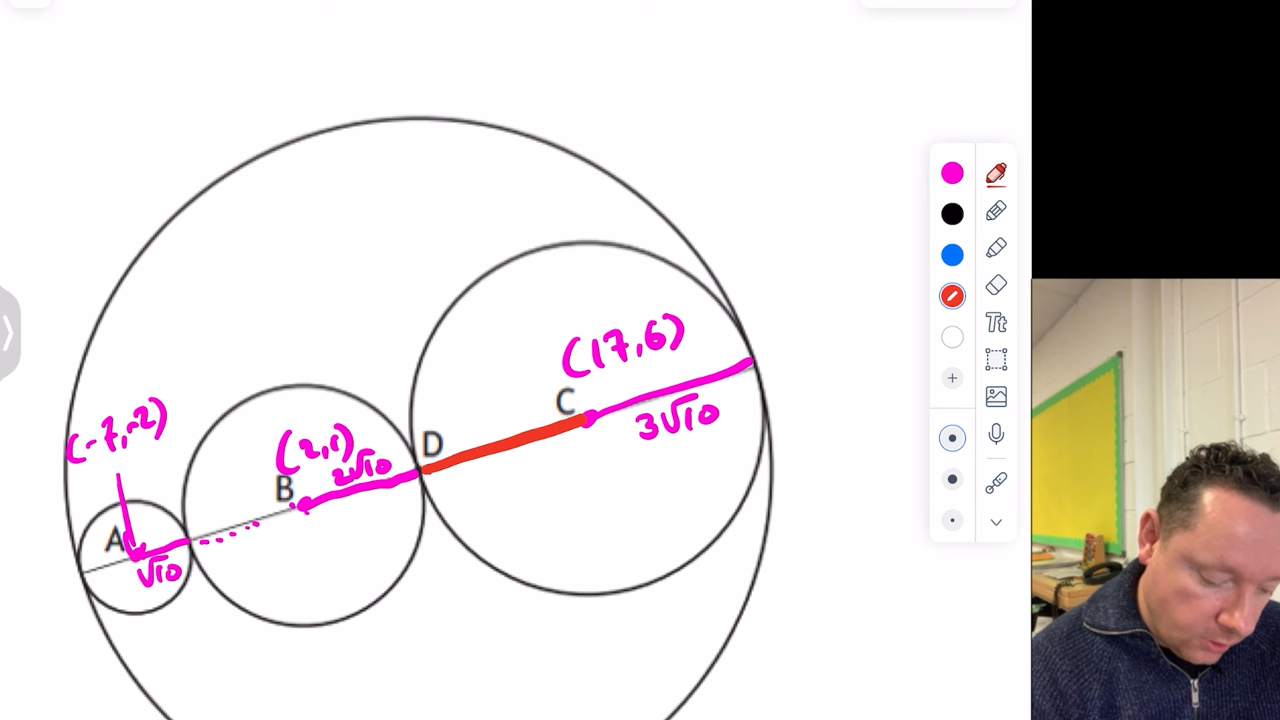 (17,6)
C
3√10
(-7,-2)
(2,1)
2√10
D
B
A
√10
Tt